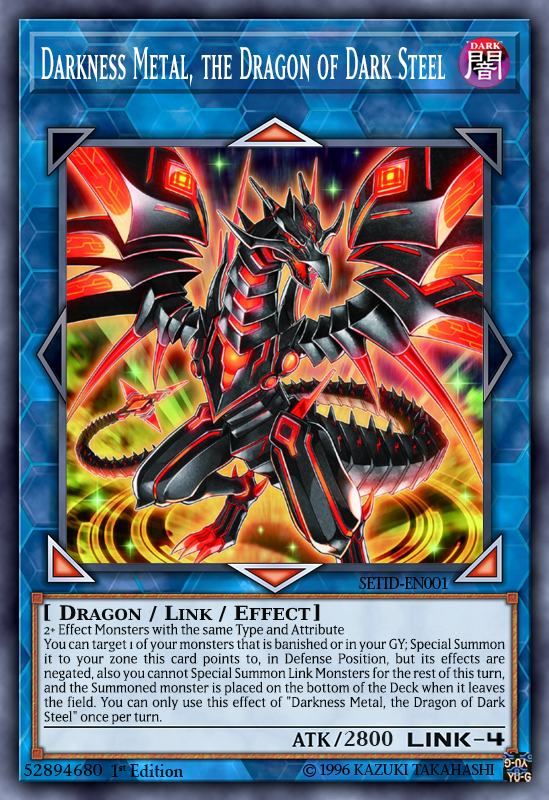 DARKNESS METAL, THE DRAGON OF DARK STEEL
DARK
闇
SETID-EN001
[ DRAGON / LINK / EFFECT ]
2+ Effect Monsters with the same Type and Attribute
You can target 1 of your monsters that is banished or in your GY; Special Summon
it to your zone this card points to, in Defense Position, but its effects are
negated, also you cannot Special Summon Link Monsters for the rest of this turn,
and the Summoned monster is placed on the bottom of the Deck when it leaves
the field. You can only use this effect of "Darkness Metal, the Dragon of Dark
Steel" once per turn.
ATK/2800 LINK-4
52894680 1st Edition
© 1996 KAZUKI TAKAHASHI
YU-G
YU-G